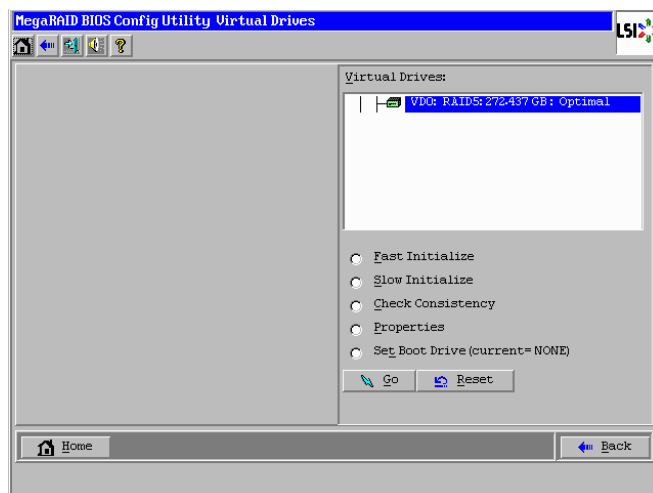 MegaRAID BIOS Config Utility Virtual Drives
LSI
?
Virtual Drives:
VD0: RAID5: 272.437 GB: Optimal
Fast Initialize
Slow Initialize
Check Consistency
Properties
Set Boot Drive (current= NONE)
Go
Reset
Home
Back